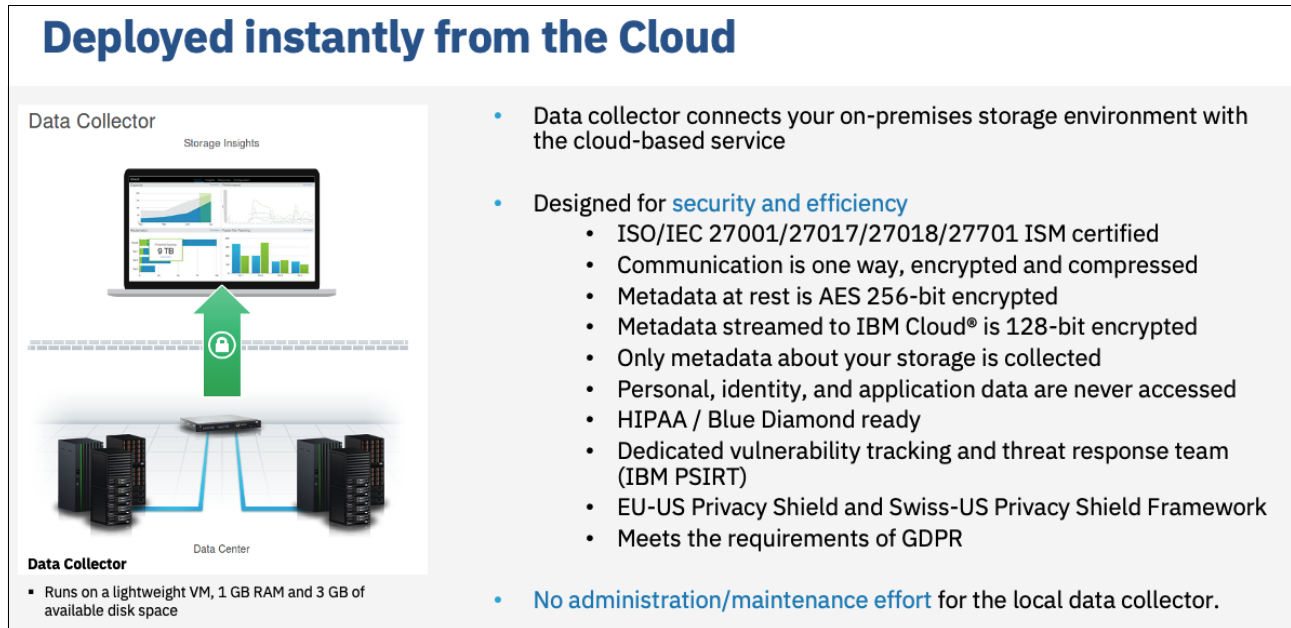 Deployed instantly from the Cloud
Data Collector
Storage Insights
9 TB
Data Center
Data Collector
▪ Runs on a lightweight VM, 1 GB RAM and 3 GB of
available disk space
• Data collector connects your on-premises storage environment with
the cloud-based service
• Designed for security and efficiency
• ISO/IEC 27001/27017/27018/27701 ISM certified
• Communication is one way, encrypted and compressed
• Metadata at rest is AES 256-bit encrypted
• Metadata streamed to IBM Cloud® is 128-bit encrypted
• Only metadata about your storage is collected
• Personal, identity, and application data are never accessed
• HIPAA / Blue Diamond ready
• Dedicated vulnerability tracking and threat response team
(IBM PSIRT)
• EU-US Privacy Shield and Swiss-US Privacy Shield Framework
• Meets the requirements of GDPR
• No administration/maintenance effort for the local data collector.